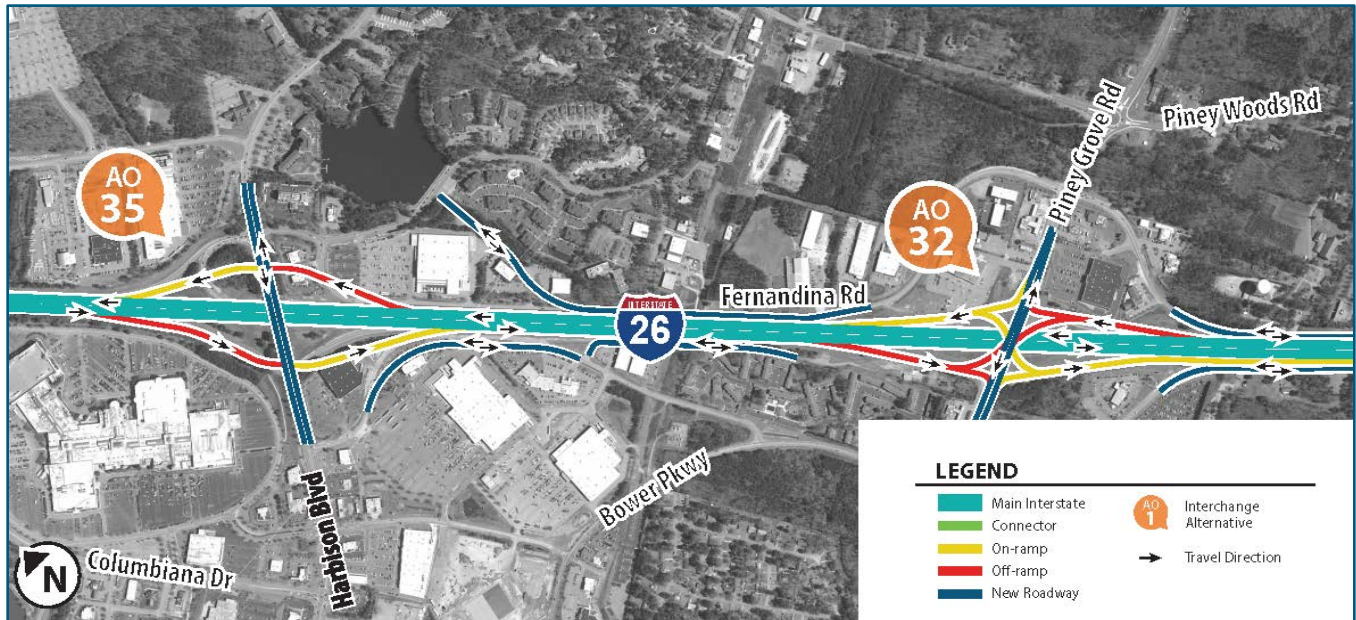 AO
35
AO
32
Piney Grove Rd
Piney Woods Rd
Fernandina Rd
INTERSTATE
26
Bower Pkwy
Harbison Blvd
Columbiana Dr
N
LEGEND
Main Interstate
Connector
On-ramp
Off-ramp
New Roadway
AO
1
Interchange
Alternative
Travel Direction